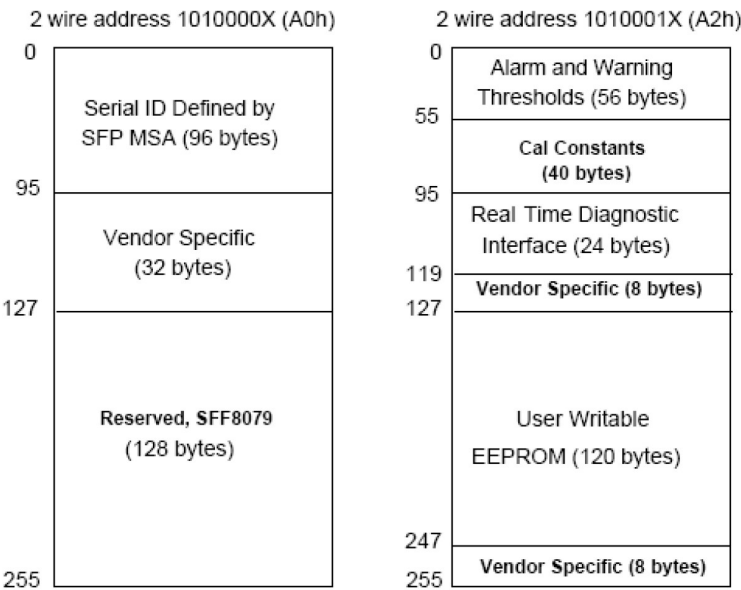 2 wire address 1010000X (A0h)
0
Serial ID Defined by
SFP MSA (96 bytes)
95
Vendor Specific
(32 bytes)
127
Reserved, SFF8079
(128 bytes)
255
2 wire address 1010001X (A2h)
0
Alarm and Warning
Thresholds (56 bytes)
55
Cal Constants
(40 bytes)
95
Real Time Diagnostic
Interface (24 bytes)
119
Vendor Specific (8 bytes)
127
User Writable
EEPROM (120 bytes)
247
Vendor Specific (8 bytes)
255